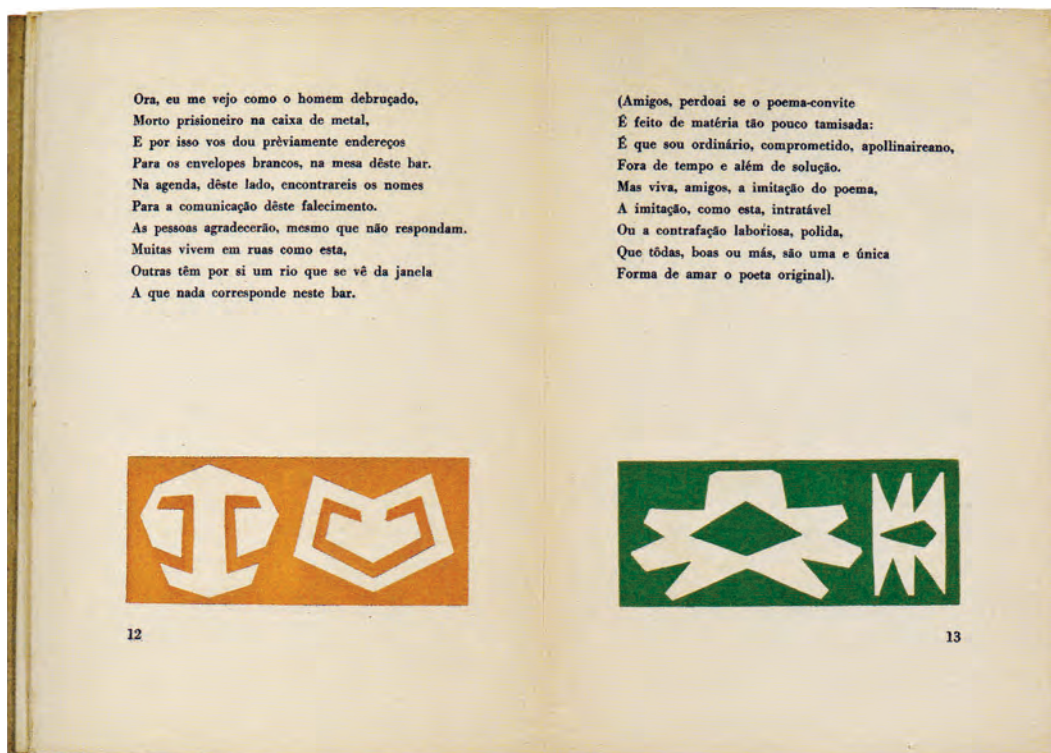 Ora, eu me vejo como o homem debruçado,
Morto prisioneiro na caixa de metal,
E por isso vos dou prèviamente endereços
Para os envelopes brancos, na mesa dêste bar.
Na agenda, dêste lado, encontrareis os nomes
Para a comunicação dêste falecimento.
As pessoas agradecerão, mesmo que não respondam.
Muitas vivem em ruas como esta,
Outras têm por si um rio que se vê da janela
A que nada corresponde neste bar.
12
(Amigos, perdoai se o poema-convite
É feito de matéria tão pouco tamisada:
É que sou ordinário, comprometido, apollinaireano,
Fora de tempo e além de solução.
Mas viva, amigos, a imitação do poema,
A imitação, como esta, intratável
Ou a contrafação laboriosa, polida,
Que tôdas, boas ou más, são uma e única
Forma de amar o poeta original).
13